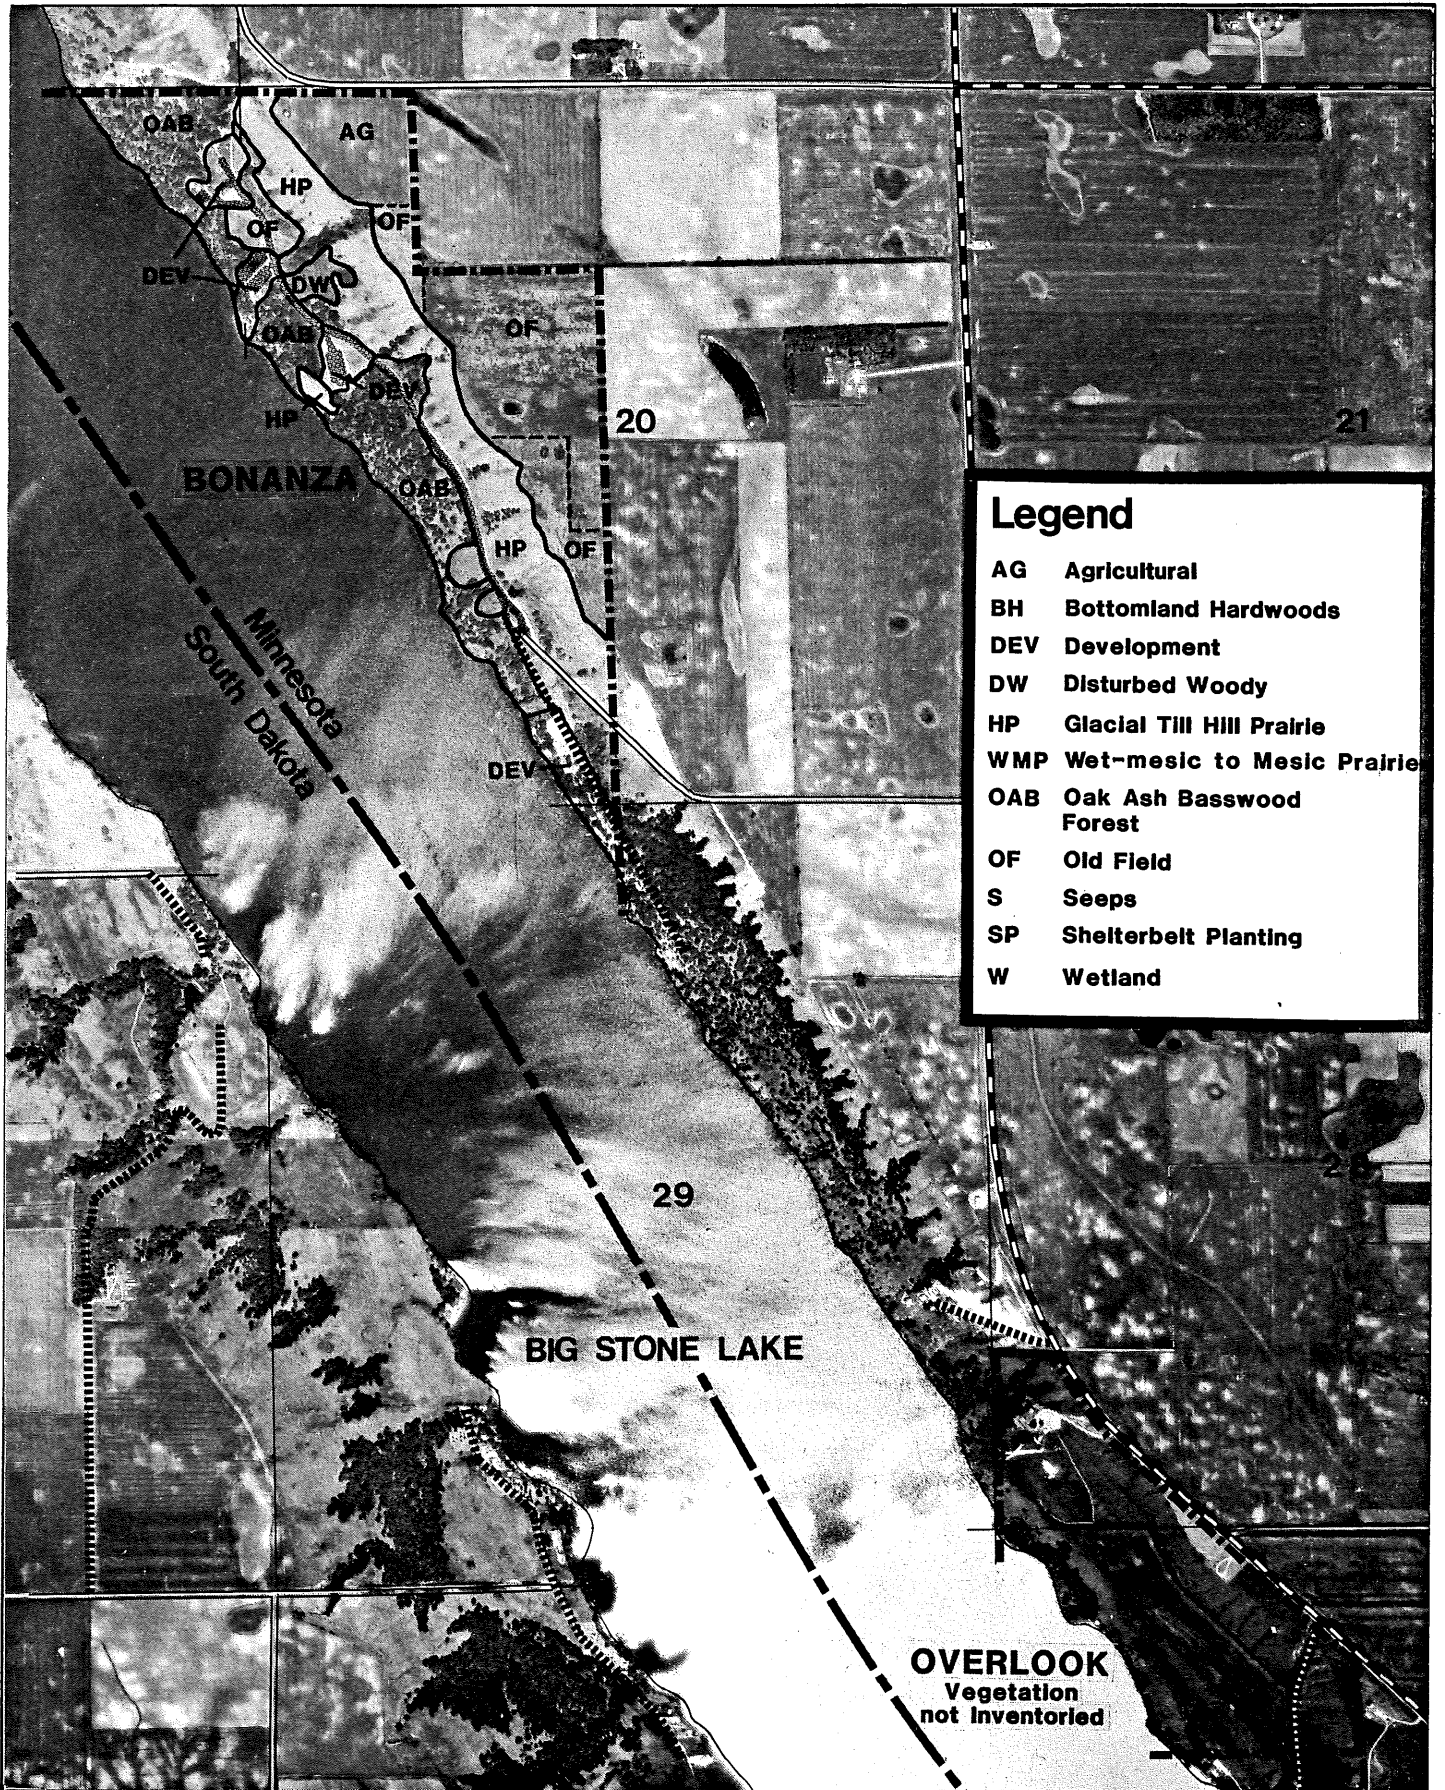 OAB
AG
HP
OF
OF
DEV
DW
OF
OAB
DEV
HP
20
21
BONANZA
OAB
HP
OF
Minnesota
South Dakota
DEV
Legend
AG Agricultural
BH Bottomland Hardwoods
DEV Development
DW Disturbed Woody
HP Glacial Till Hill Prairie
WMP Wet-mesic to Mesic Prairie
OAB Oak Ash Basswood
Forest
OF Old Field
S Seeps
SP Shelterbelt Planting
W Wetland
28
29
BIG STONE LAKE
OVERLOOK
Vegetation
not Inventoried